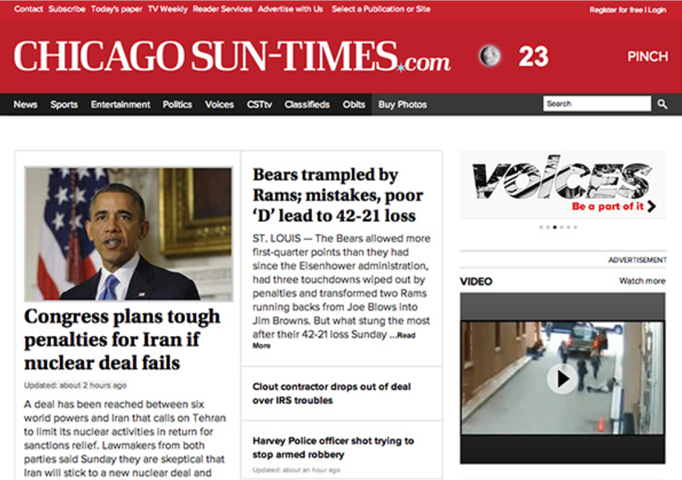 Contact Subscribe Today's paper TV Weekly Reader Services Advertise with Us Select a Publication or Site Register for free | Login
CHICAGO SUN-TIMES.com
23
PINCH
News Sports Entertainment Politics Voices CSTtv Classifieds Obits Buy Photos
Search
Congress plans tough
penalties for Iran if
nuclear deal fails
Updated: about 2 hours ago
A deal has been reached between six
world powers and Iran that calls on Tehran
to limit its nuclear activities in return for
sanctions relief. Lawmakers from both
parties said Sunday they are skeptical that
Iran will stick to a new nuclear deal and
Bears trampled by
Rams; mistakes, poor
‘D’ lead to 42-21 loss
ST. LOUIS — The Bears allowed more
first-quarter points than they had
since the Eisenhower administration,
had three touchdowns wiped out by
penalties and transformed two Rams
running backs from Joe Blows into
Jim Browns. But what stung the most
after their 42-21 loss Sunday ...Read
More
Clout contractor drops out of deal
over IRS troubles
Harvey Police officer shot trying to
stop armed robbery
Updated: about an hour ago
VOICES
Be a part of it
ADVERTISEMENT
VIDEO Watch more